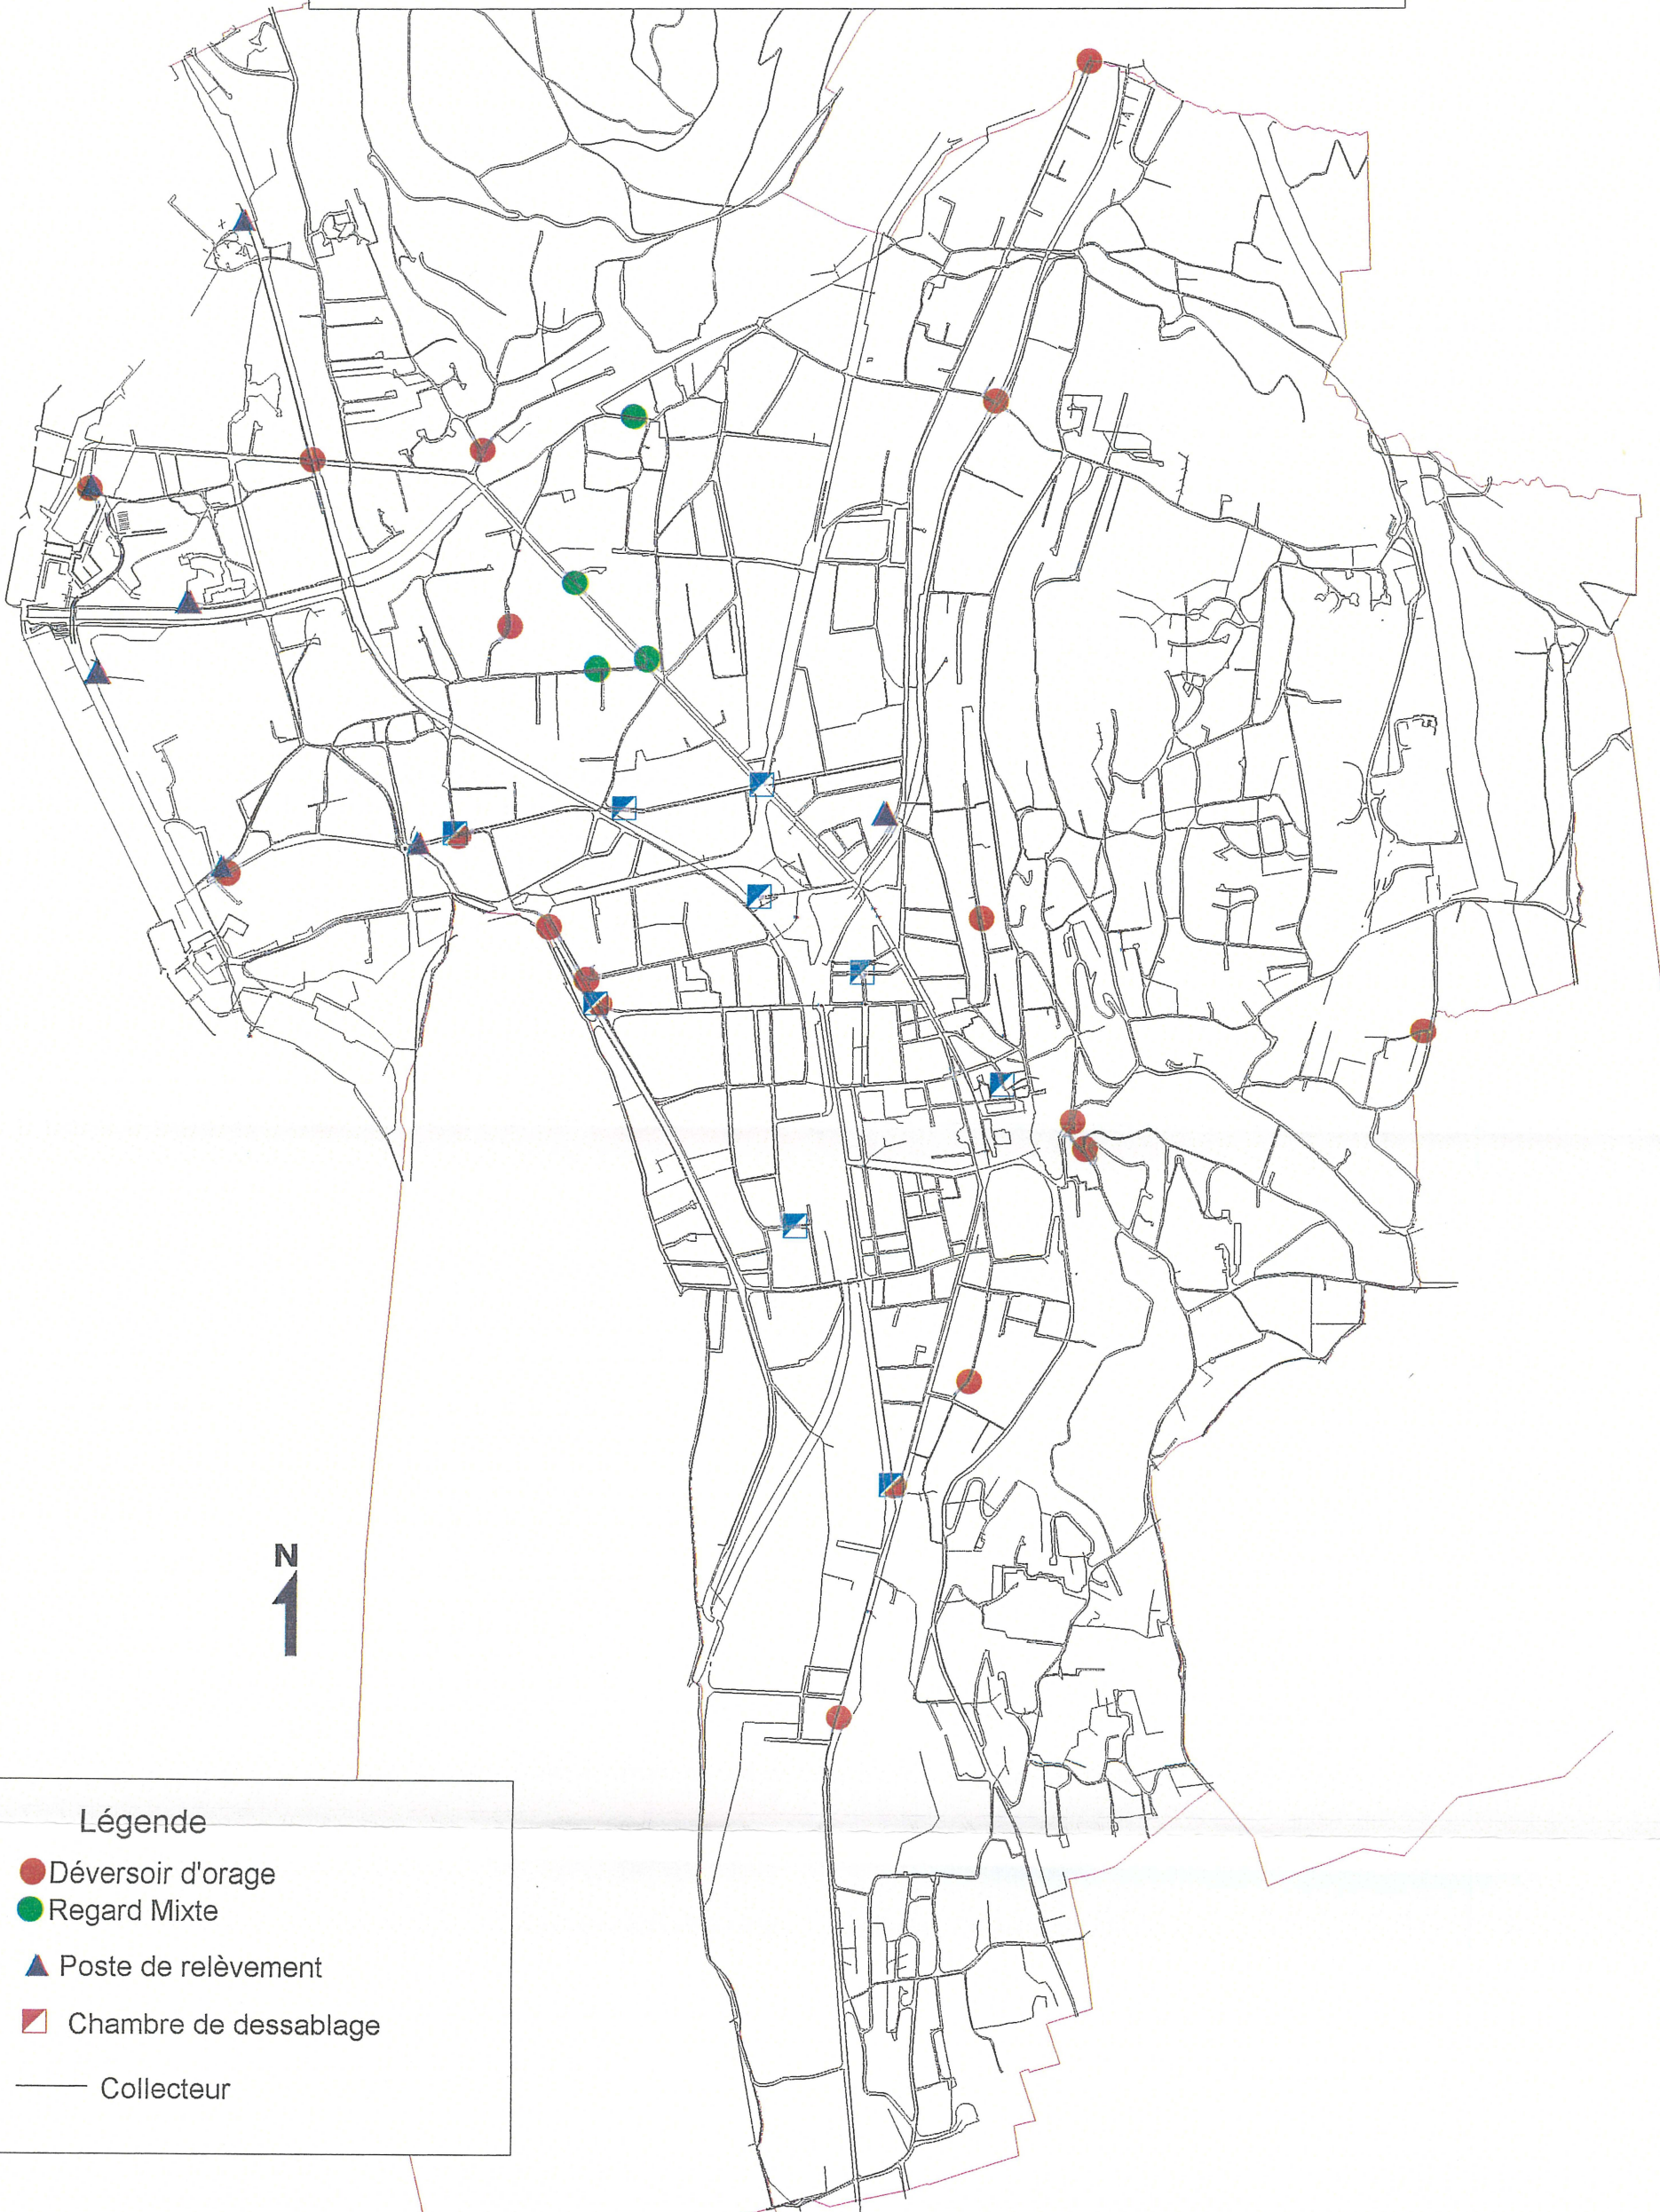 N
Légende
Déversoir d'orage
Regard Mixte
Poste de relèvement
Chambre de dessablage
Collecteur